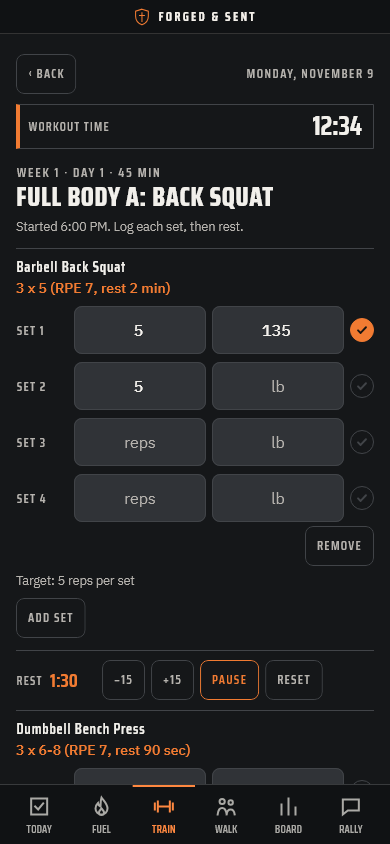 FORGED & SENT
‹ BACK
MONDAY, NOVEMBER 9
WORKOUT TIME
12:34
WEEK 1 · DAY 1 · 45 MIN
FULL BODY A: BACK SQUAT
Started 6:00 PM. Log each set, then rest.
Barbell Back Squat
3 x 5 (RPE 7, rest 2 min)
SET 1 5 135
SET 2 5 lb
SET 3 reps lb
SET 4 reps lb
REMOVE
Target: 5 reps per set
ADD SET
REST 1:30 −15 +15 PAUSE RESET
Dumbbell Bench Press
3 x 6-8 (RPE 7, rest 90 sec)
TODAY FUEL TRAIN WALK BOARD RALLY